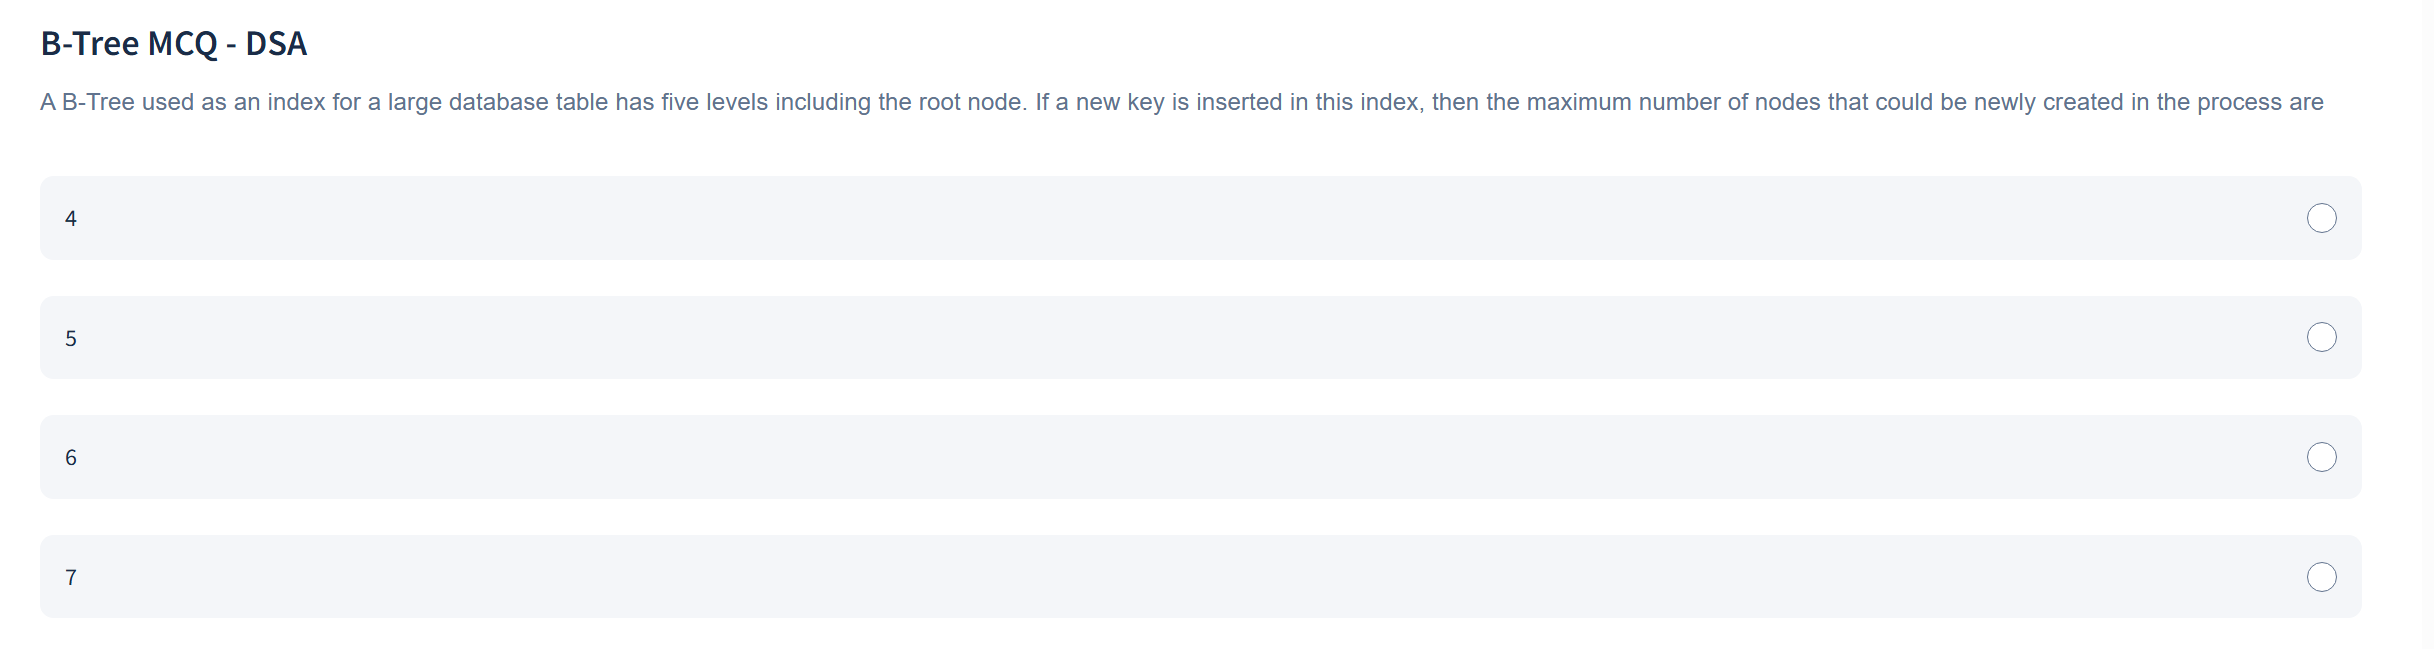 B-Tree MCQ - DSA
A B-Tree used as an index for a large database table has five levels including the root node. If a new key is inserted in this index, then the maximum number of nodes that could be newly created in the process are
4
5
6
7